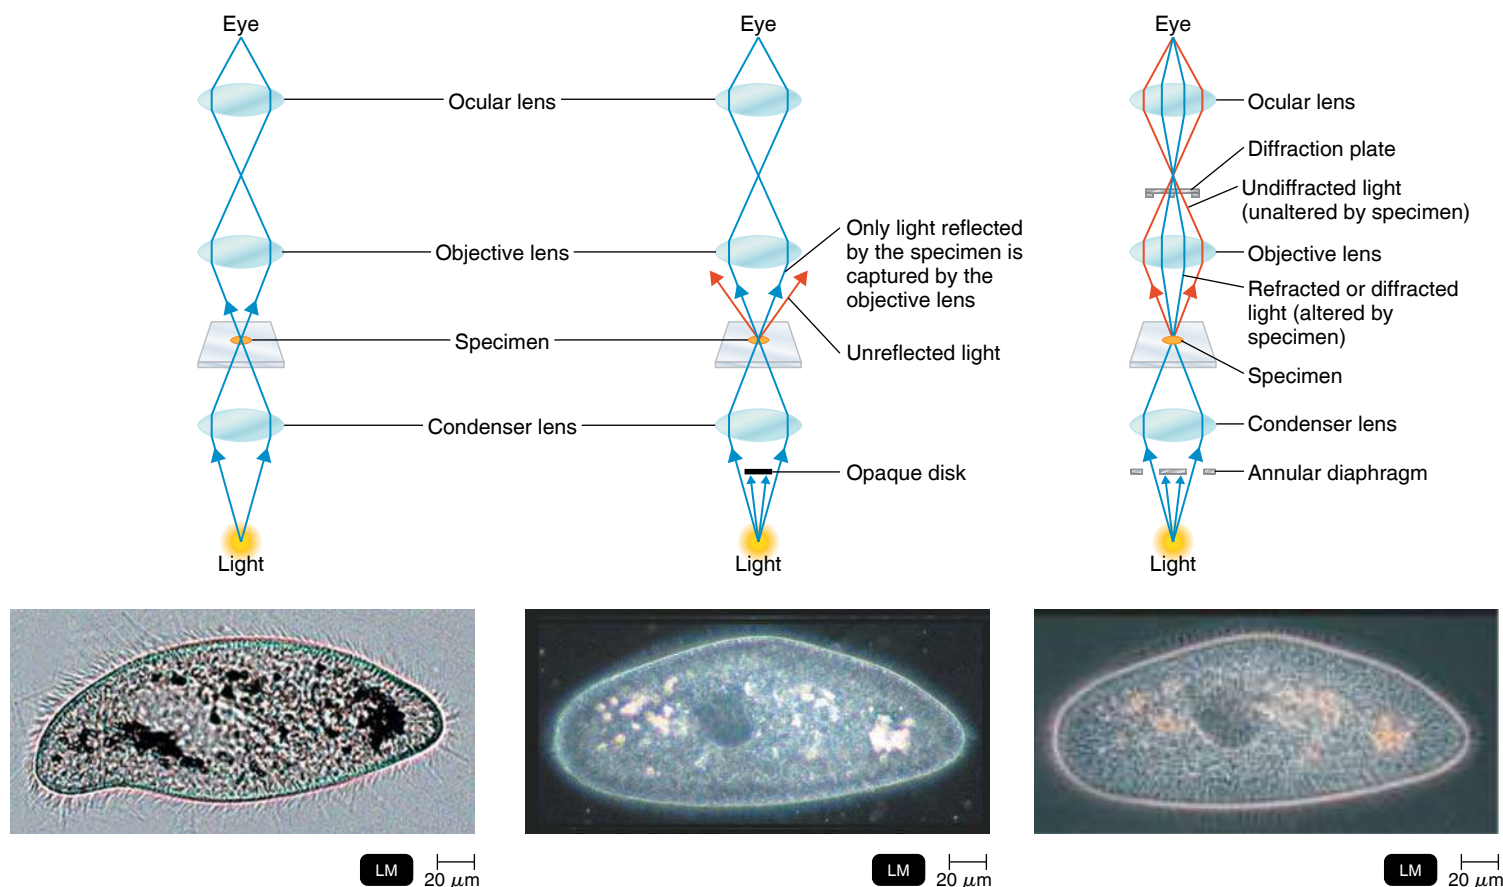 Eye
Eye
Eye
Ocular lens
Ocular lens
Diffraction plate
Undiffracted light
(unaltered by specimen)
Only light reflected
by the specimen is
captured by the
objective lens
Objective lens
Objective lens
Refracted or diffracted
light (altered by
specimen)
Specimen
Unreflected light
Specimen
Condenser lens
Condenser lens
Opaque disk
Annular diaphragm
Light
Light
Light
LM
20 μm
LM
20 μm
LM
20 μm